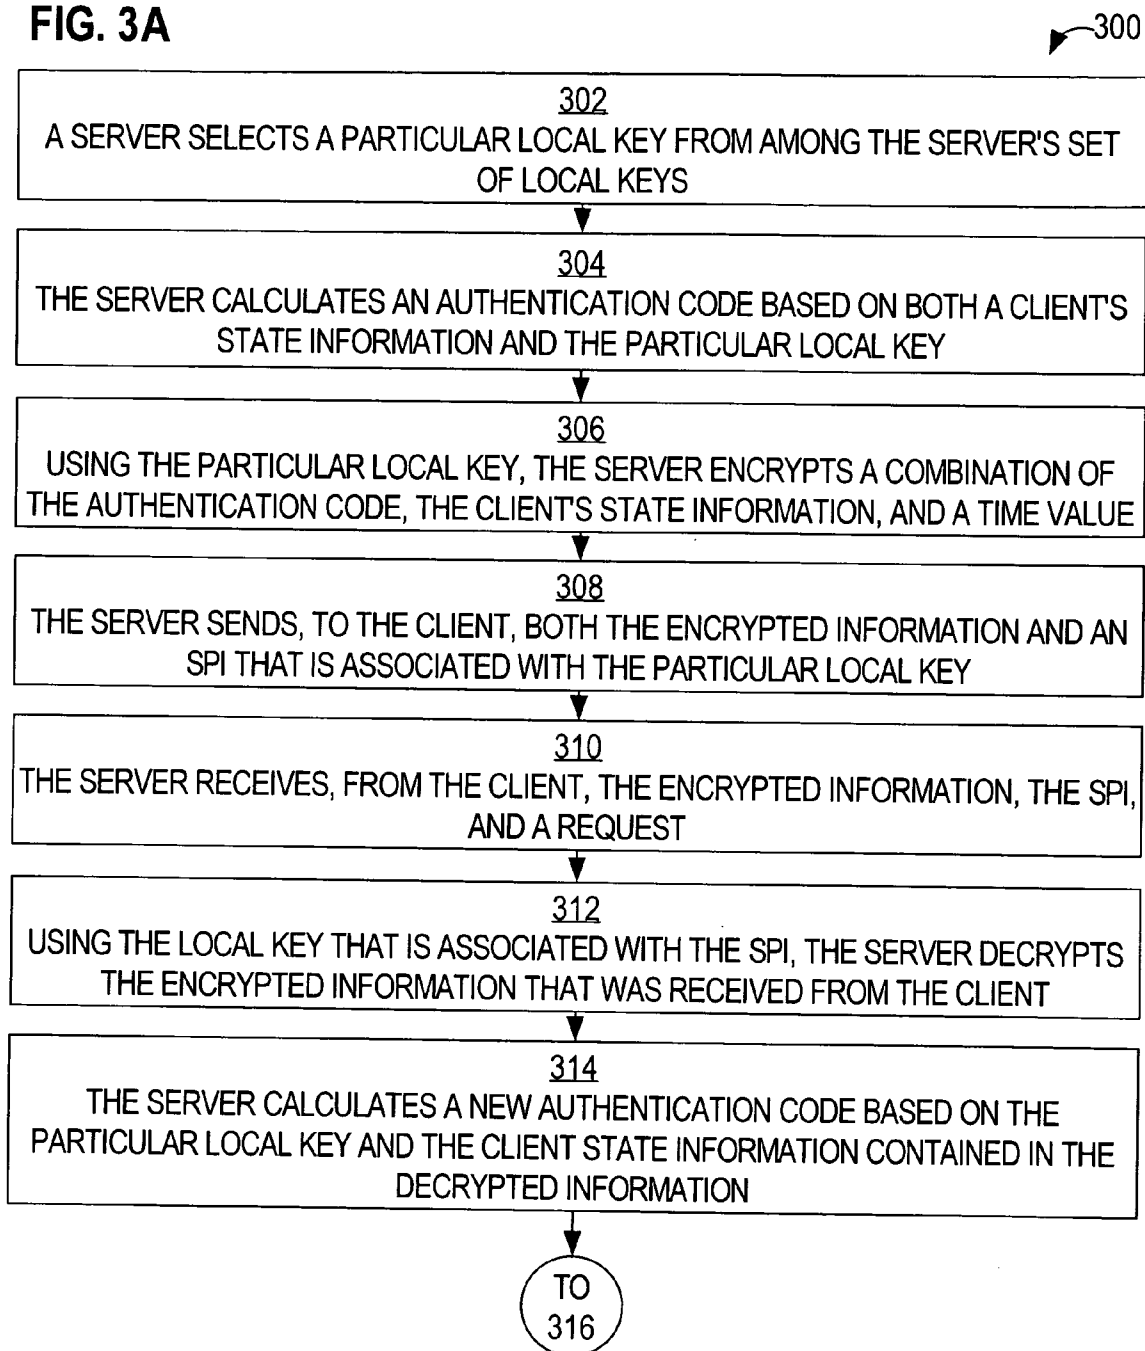 FIG. 3A
300
302
A SERVER SELECTS A PARTICULAR LOCAL KEY FROM AMONG THE SERVER'S SET
OF LOCAL KEYS
304
THE SERVER CALCULATES AN AUTHENTICATION CODE BASED ON BOTH A CLIENT'S
STATE INFORMATION AND THE PARTICULAR LOCAL KEY
306
USING THE PARTICULAR LOCAL KEY, THE SERVER ENCRYPTS A COMBINATION OF
THE AUTHENTICATION CODE, THE CLIENT'S STATE INFORMATION, AND A TIME VALUE
308
THE SERVER SENDS, TO THE CLIENT, BOTH THE ENCRYPTED INFORMATION AND AN
SPI THAT IS ASSOCIATED WITH THE PARTICULAR LOCAL KEY
310
THE SERVER RECEIVES, FROM THE CLIENT, THE ENCRYPTED INFORMATION, THE SPI,
AND A REQUEST
312
USING THE LOCAL KEY THAT IS ASSOCIATED WITH THE SPI, THE SERVER DECRYPTS
THE ENCRYPTED INFORMATION THAT WAS RECEIVED FROM THE CLIENT
314
THE SERVER CALCULATES A NEW AUTHENTICATION CODE BASED ON THE
PARTICULAR LOCAL KEY AND THE CLIENT STATE INFORMATION CONTAINED IN THE
DECRYPTED INFORMATION
TO
316